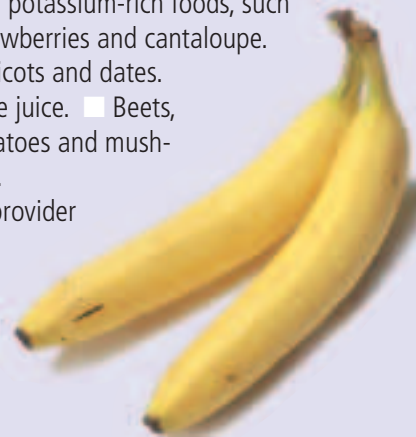 potassium-rich foods, such
wberries and cantaloupe.
icots and dates.
e juice. Beets,
atoes and mush-
provider